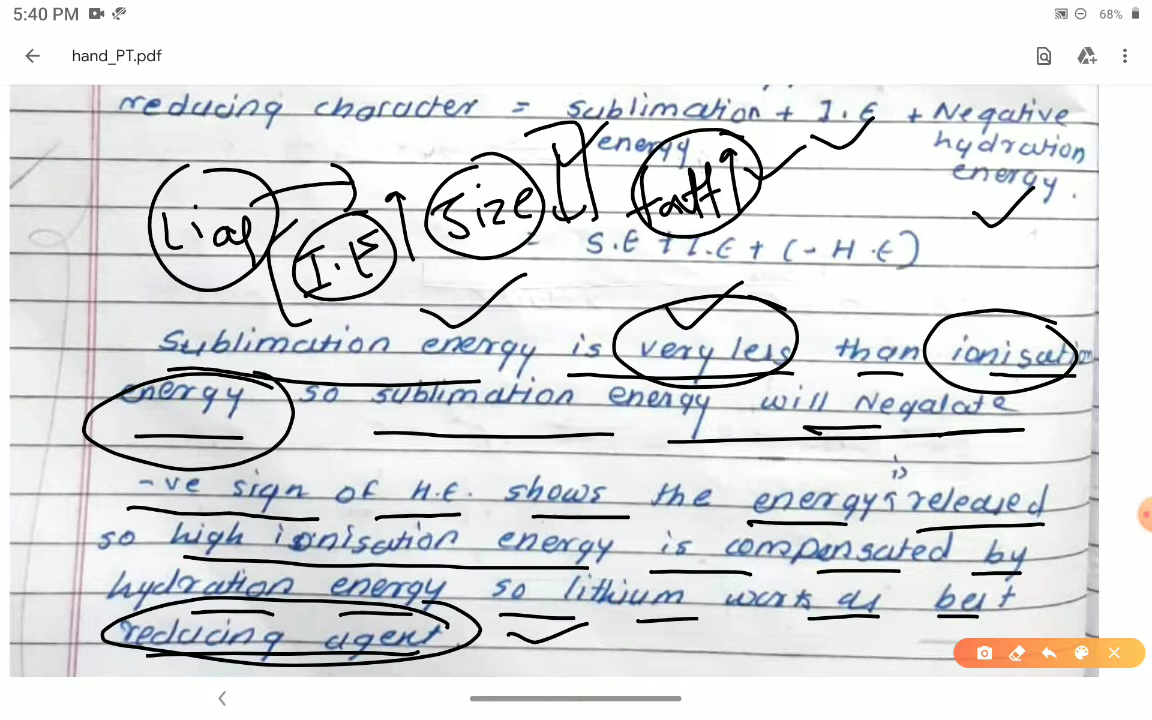 5:40 PM
68%
hand_PT.pdf
reducing character = sublimation + I.E + Negative
energy hydration
energy.
Li aq I.E Size
= S.E + I.E + (- H.E)
Sublimation energy is very less than ionisation
energy so sublimation energy will Negalate
is
-ve sign of H.E. shows the energy released
so high ionisation energy is compensated by
hydration energy so lithium work as best
reducing agent.